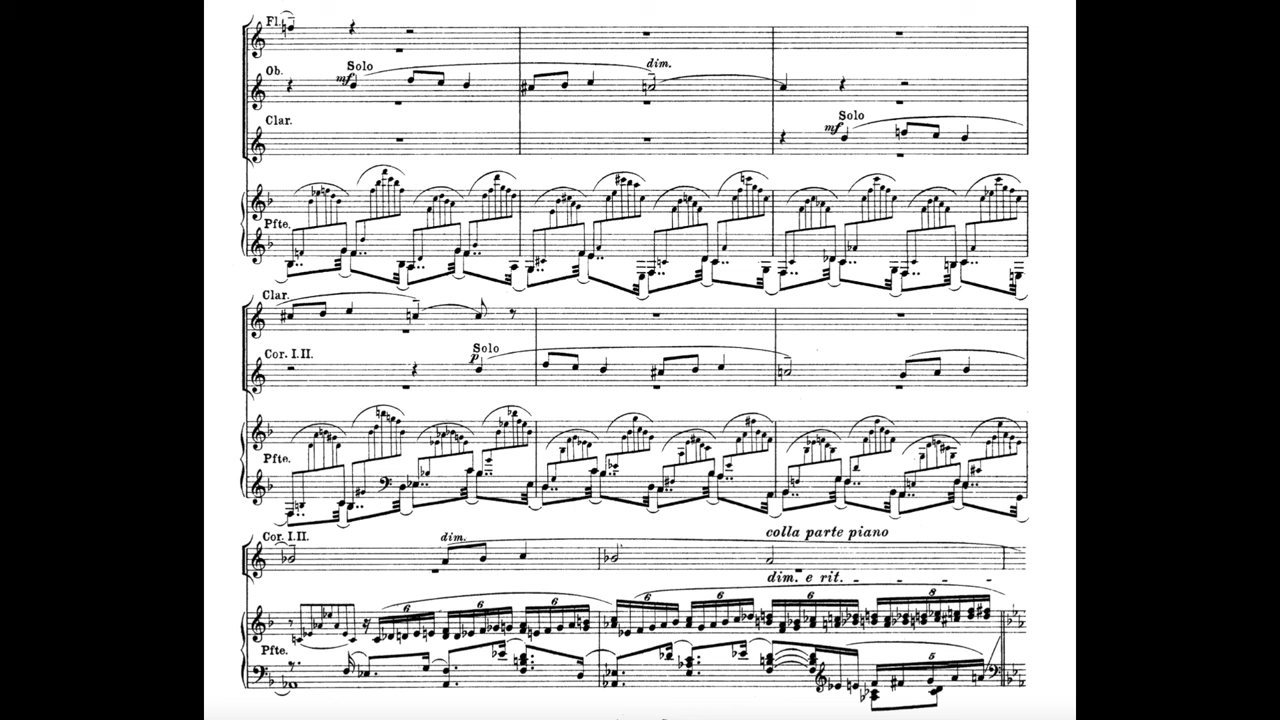 Fl.
Ob. mf Solo dim.
Clar. mf Solo
Pfte.
Clar.
Cor. I. II. p Solo
Pfte.
Cor. I. II. dim. colla parte piano
dim. e rit.
6 6 6 6 6 6 8
Pfte.
5